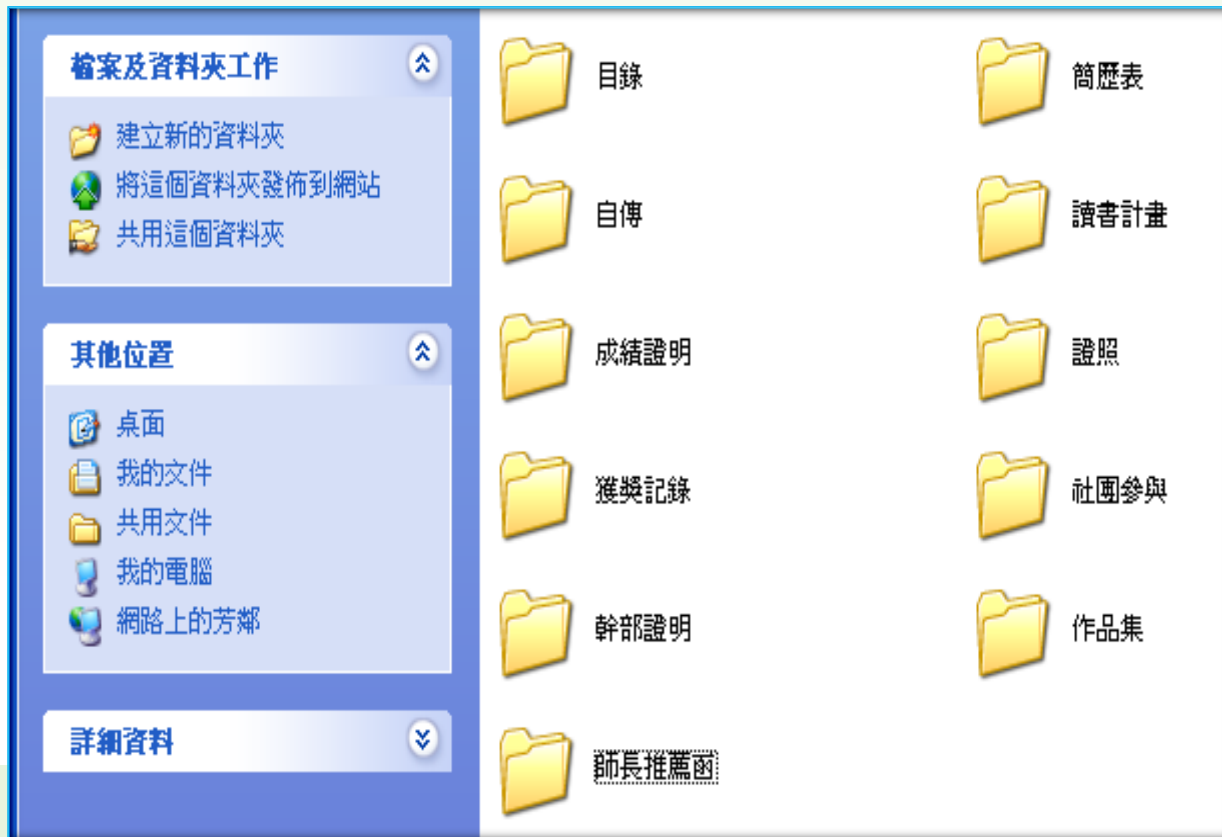 檔案及資料夾工作
建立新的資料夾
將這個資料夾發佈到網站
共用這個資料夾
其他位置
桌面
我的文件
共用文件
我的電腦
網路上的芳鄰
詳細資料
目錄
簡歷表
自傳
讀書計畫
成績證明
證照
獲獎記錄
社團參與
幹部證明
作品集
師長推薦函